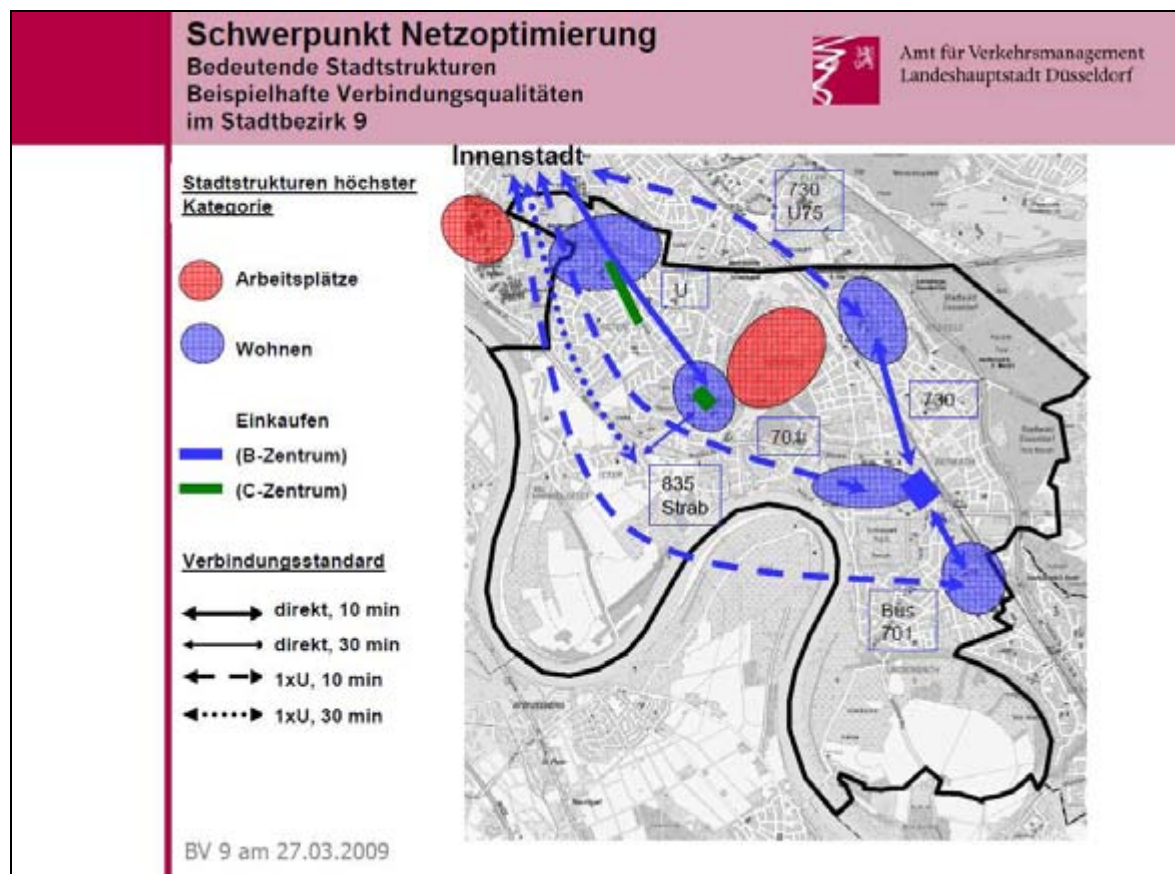 Schwerpunkt Netzoptimierung
Bedeutende Stadtstrukturen
Beispielhafte Verbindungsqualitäten
im Stadtbezirk 9
Amt für Verkehrsmanagement
Landeshauptstadt Düsseldorf
Stadtstrukturen höchster
Kategorie
Arbeitsplätze
Wohnen
Einkaufen
(B-Zentrum)
(C-Zentrum)
Verbindungsstandard
direkt, 10 min
direkt, 30 min
1xU, 10 min
1xU, 30 min
Innenstadt
730
U75
U
730
701
835
Strab
Bus
701
BV 9 am 27.03.2009